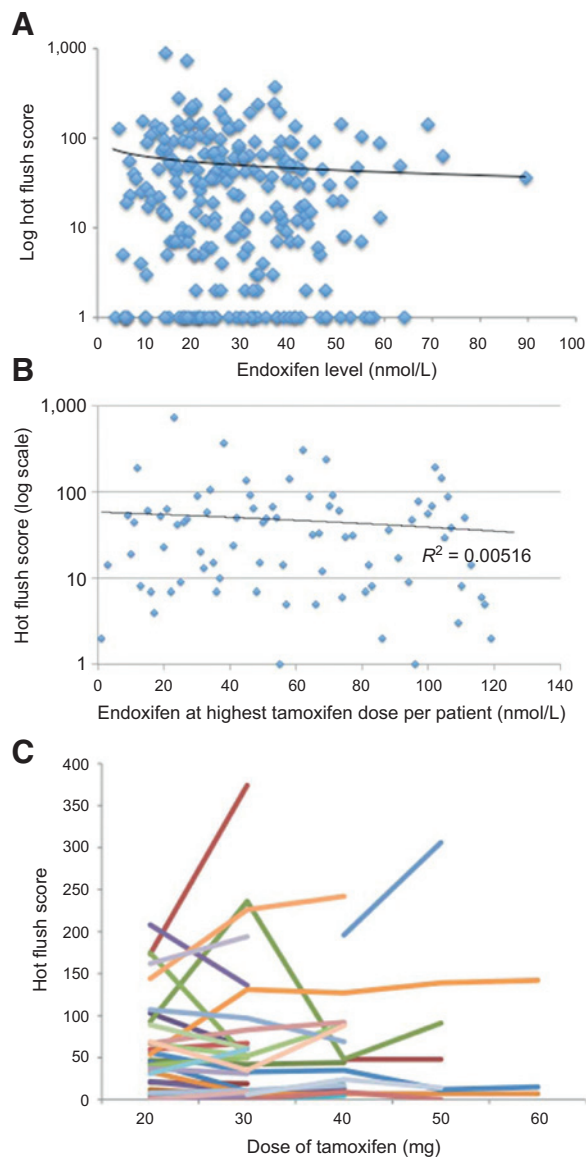 A
1,000
100
10
1
0 10 20 30 40 50 60 70 80 90 100
Log hot flush score
Endoxifen level (nmol/L)
B
1,000
100
10
1
0 20 40 60 80 100 120 140
Hot flush score (log scale)
R² = 0.00516
Endoxifen at highest tamoxifen dose per patient (nmol/L)
C
400
350
300
250
200
150
100
50
0
20 30 40 50 60
Hot flush score
Dose of tamoxifen (mg)